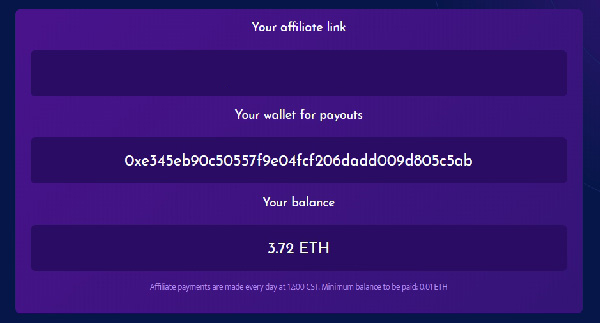 Your affiliate link
Your wallet for payouts
0xe345eb90c50557f9e04fcf206dadd009d805c5ab
Your balance
3.72 ETH
Affiliate payments are made every day at 12:00 CST. Minimum balance to be paid: 0.01 ETH